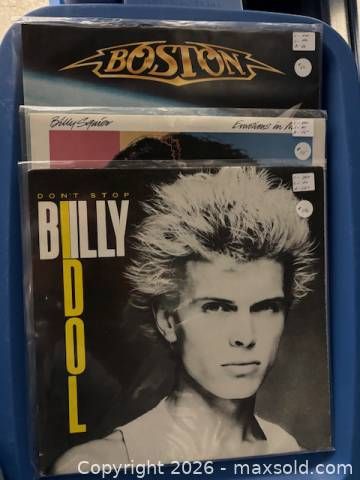 BOSTON
Billy Squier
Emotions in
DON'T STOP
BILLY
IDOL
Copyright © 2026 - maxsold.com